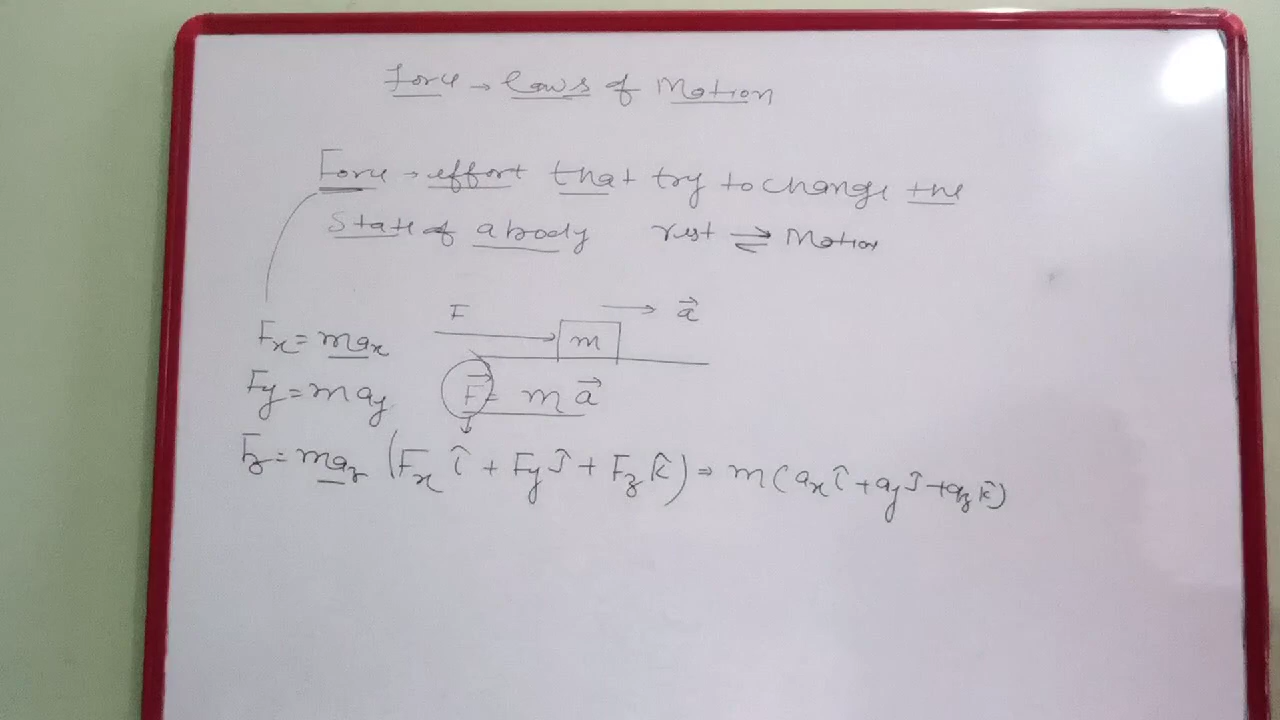 Force → laws of Motion
Force → effort that try to change the
State of a body rest ⇌ Motion
F → m → a⃗
Fx = max
Fy = may
F⃗ = m a⃗
Fz = maz (Fx î + Fy ĵ + Fz k̂) = m(ax î + ay ĵ + az k̂)